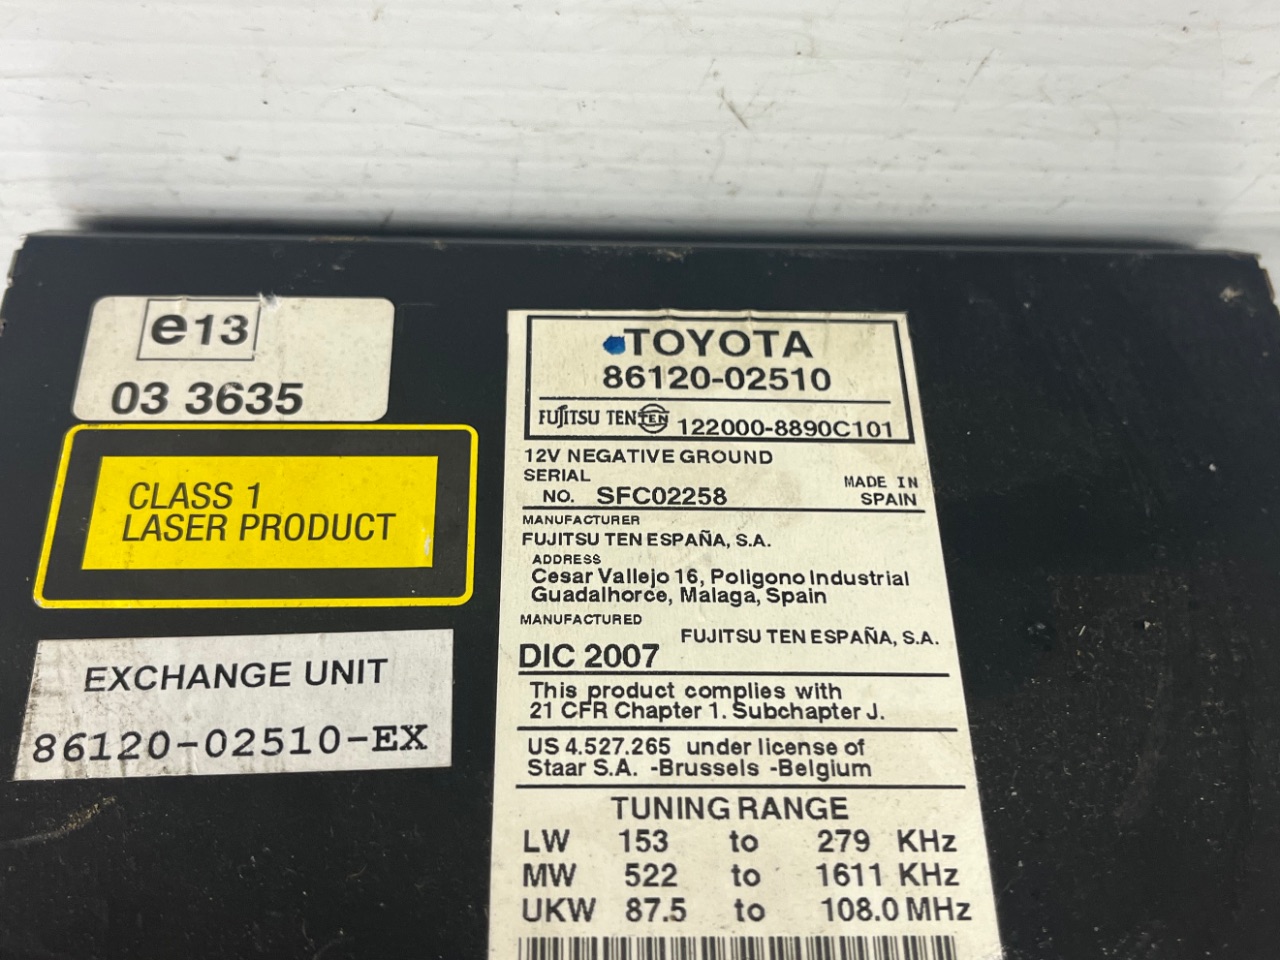 e13
03 3635
CLASS 1
LASER PRODUCT
EXCHANGE UNIT
86120-02510-EX
TOYOTA
86120-02510
FUJITSU TEN TEN 122000-8890C101
12V NEGATIVE GROUND
SERIAL
NO. SFC02258
MADE IN
SPAIN
MANUFACTURER
FUJITSU TEN ESPAÑA, S.A.
ADDRESS
Cesar Vallejo 16, Poligono Industrial
Guadalhorce, Malaga, Spain
MANUFACTURED
FUJITSU TEN ESPAÑA, S.A.
DIC 2007
This product complies with
21 CFR Chapter 1. Subchapter J.
US 4.527.265 under license of
Staar S.A. -Brussels -Belgium
TUNING RANGE
LW 153 to 279 KHz
MW 522 to 1611 KHz
UKW 87.5 to 108.0 MHz